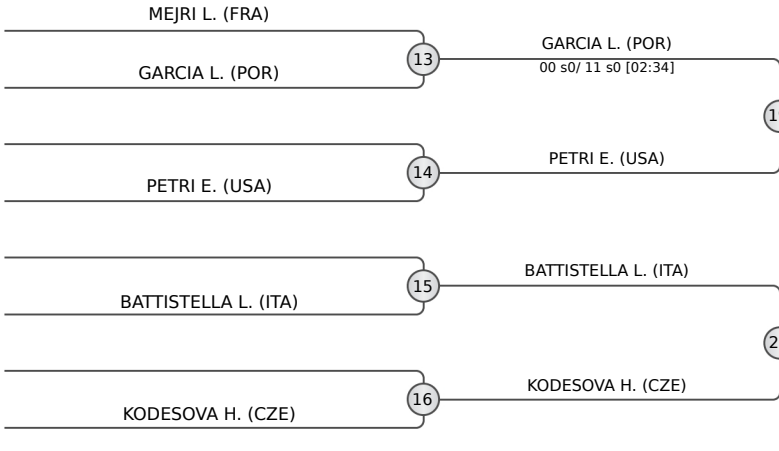 MEJRI L. (FRA)
GARCIA L. (POR)
13
GARCIA L. (POR)
00 s0/ 11 s0 [02:34]
PETRI E. (USA)
14
PETRI E. (USA)
BATTISTELLA L. (ITA)
15
BATTISTELLA L. (ITA)
KODESOVA H. (CZE)
16
KODESOVA H. (CZE)